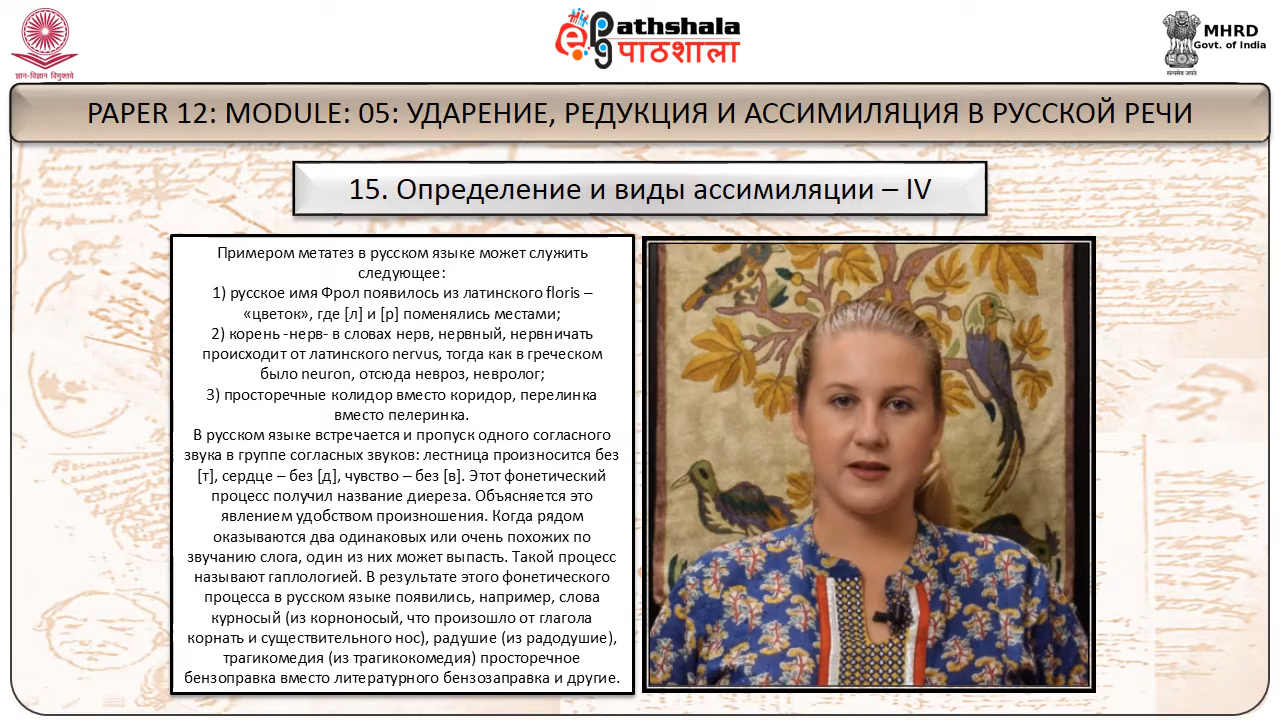 ज्ञान-विज्ञान विमुक्तये
ePg Pathshala
पाठशाला
MHRD
Govt. of India
सत्यमेव जयते
PAPER 12: MODULE: 05: УДАРЕНИЕ, РЕДУКЦИЯ И АССИМИЛЯЦИЯ В РУССКОЙ РЕЧИ
15. Определение и виды ассимиляции – IV
Примером метатез в русском языке может служить
следующее:
1) русское имя Фрол появилось из латинского floris –
«цветок», где [л] и [р] поменялись местами;
2) корень -нерв- в словах нерв, нервный, нервничать
происходит от латинского nervus, тогда как в греческом
было neuron, отсюда невроз, невролог;
3) просторечные колидор вместо коридор, перелинка
вместо пелеринка.
В русском языке встречается и пропуск одного согласного
звука в группе согласных звуков: лестница произносится без
[т], сердце – без [д], чувство – без [в]. Этот фонетический
процесс получил название диереза. Объясняется это
явлением удобством произношения. Когда рядом
оказываются два одинаковых или очень похожих по
звучанию слога, один из них может выпасть. Такой процесс
называют гаплологией. В результате этого фонетического
процесса в русском языке появились, например, слова
курносый (из корноносый, что произошло от глагола
корнать и существительного нос), радушие (из радодушие),
трагикомедия (из трагикокомедия) просторечное
бензоправка вместо литературного бензозаправка и другие.